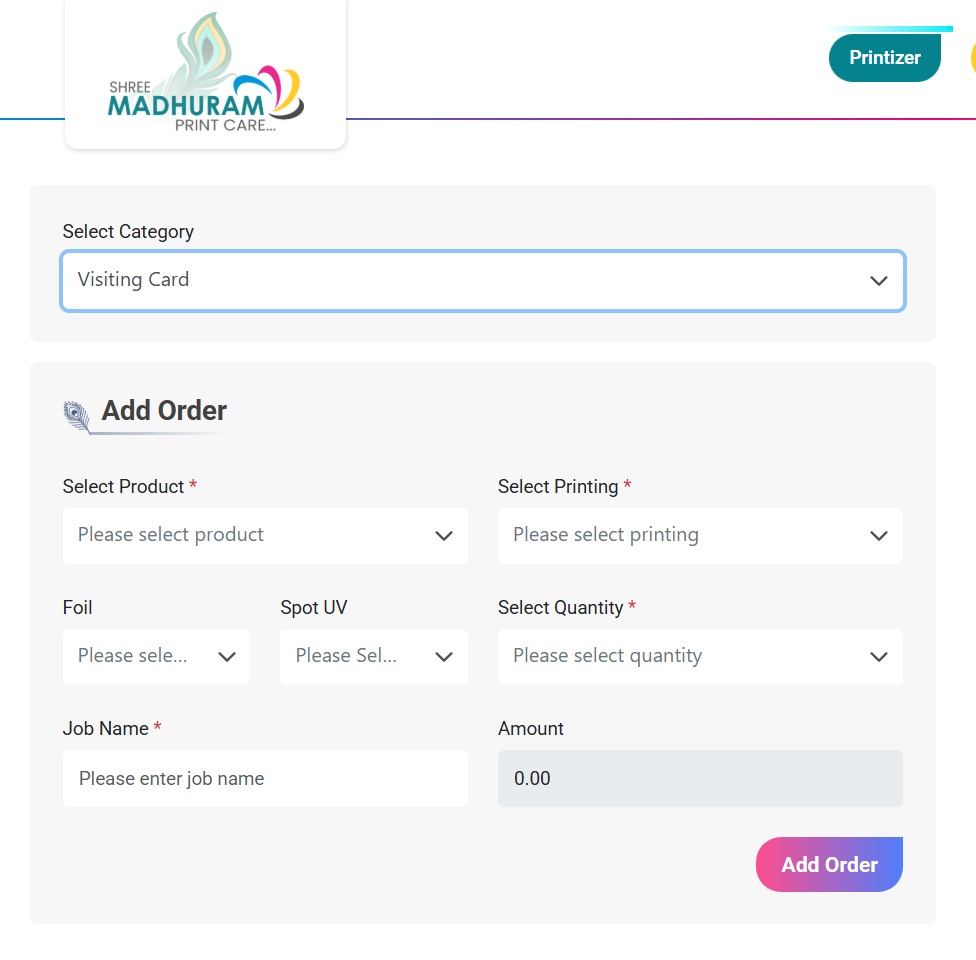 SHREE
MADHURAM
PRINT CARE...
Printizer
Select Category
Visiting Card
Add Order
Select Product *
Select Printing *
Please select product
Please select printing
Foil
Spot UV
Select Quantity *
Please sele...
Please Sel...
Please select quantity
Job Name *
Amount
Please enter job name
0.00
Add Order